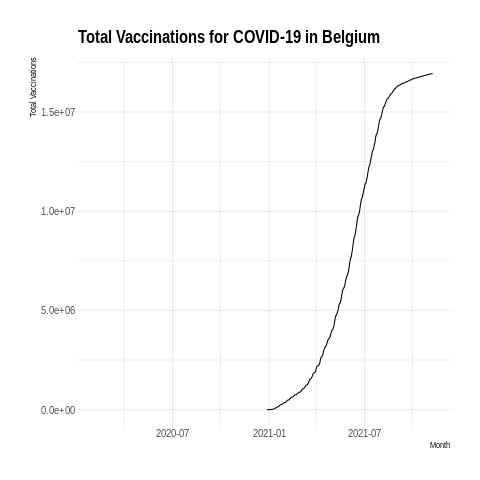 Total Vaccinations for COVID-19 in Belgium
Total Vaccinations
1.5e+07
1.0e+07
5.0e+06
0.0e+00
2020-07 2021-01 2021-07
Month